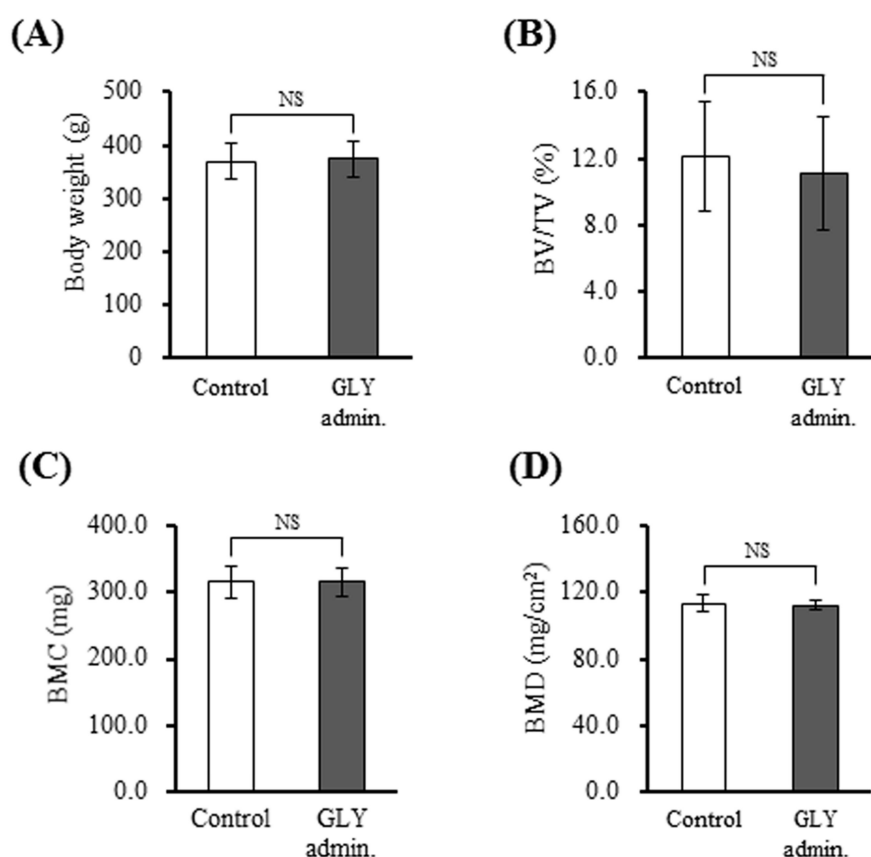 (A)
Body weight (g)
500
400
300
200
100
0
NS
Control
GLY
admin.
(B)
BV/TV (%)
16.0
12.0
8.0
4.0
0.0
NS
Control
GLY
admin.
(C)
BMC (mg)
400.0
300.0
200.0
100.0
0.0
NS
Control
GLY
admin.
(D)
BMD (mg/cm²)
160.0
120.0
80.0
40.0
0.0
NS
Control
GLY
admin.